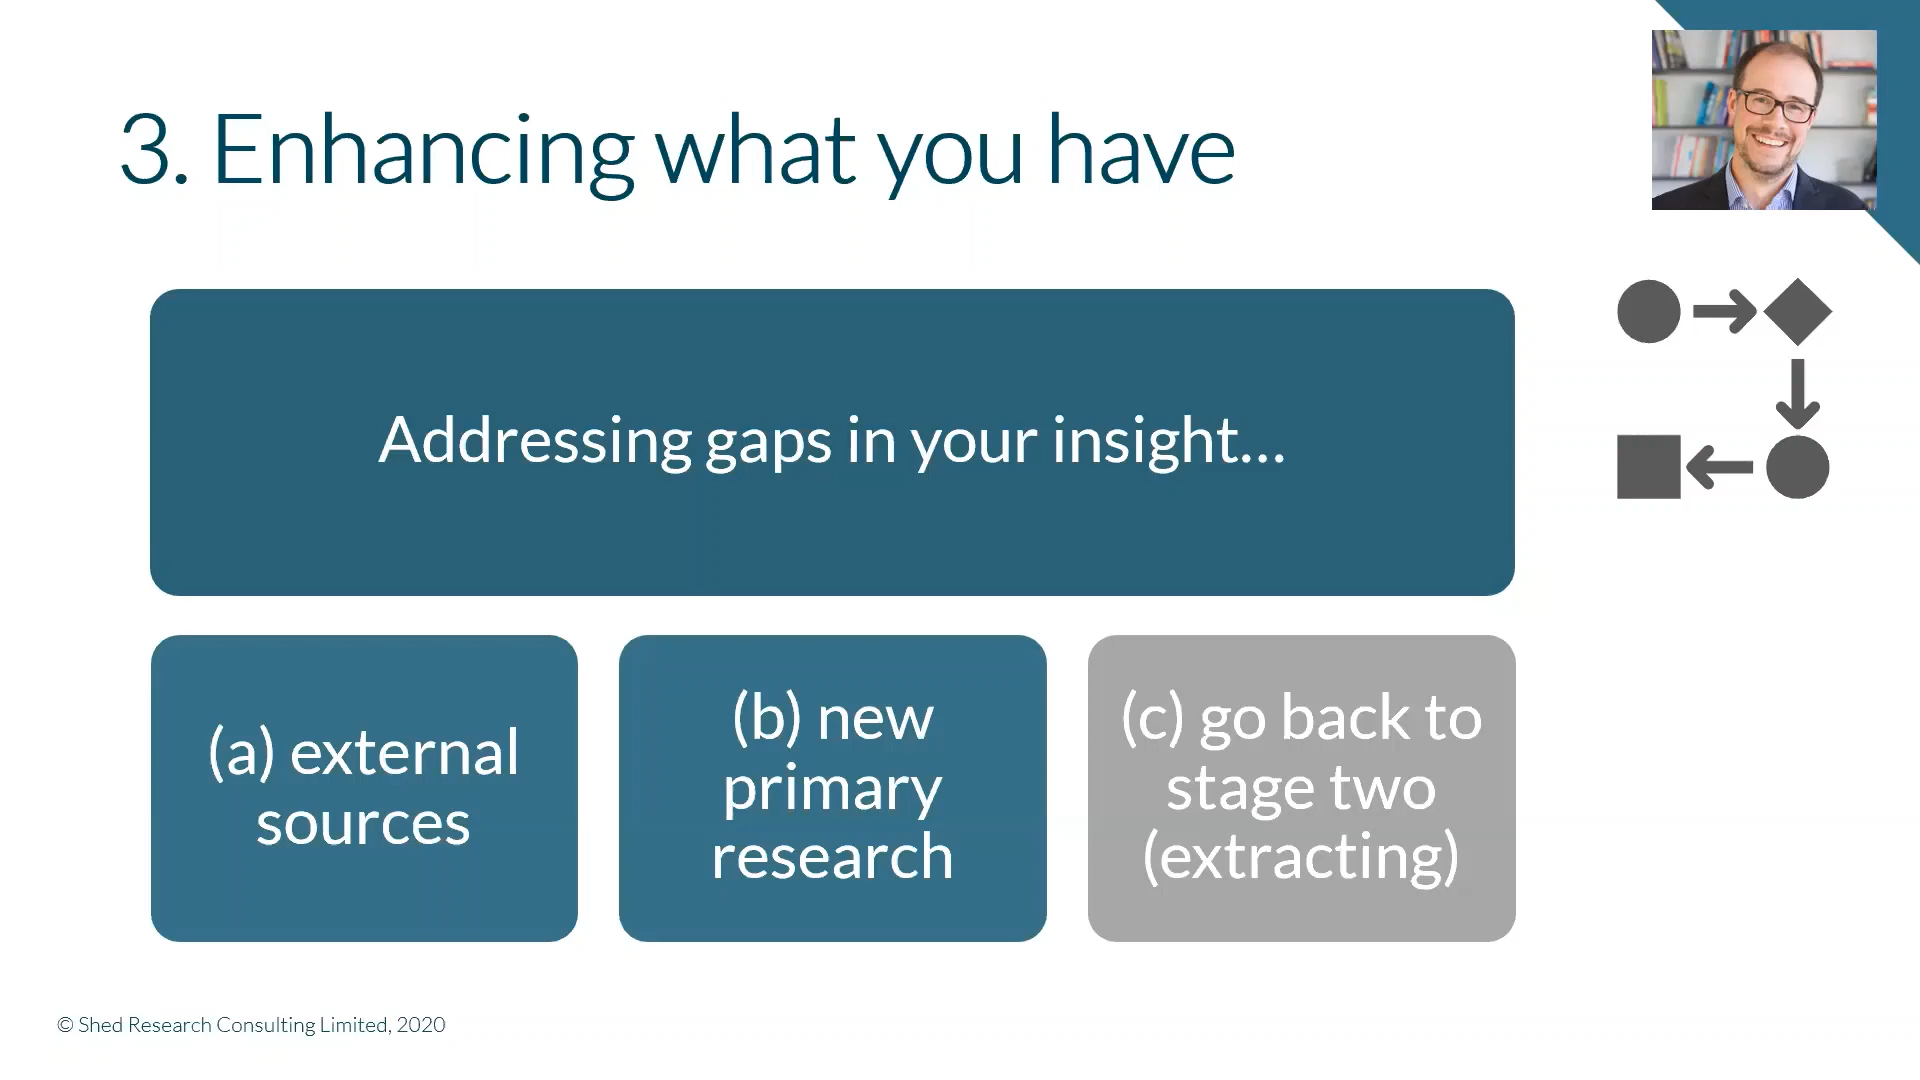 3. Enhancing what you have
Addressing gaps in your insight...
(a) external
sources
(b) new
primary
research
(c) go back to
stage two
(extracting)
© Shed Research Consulting Limited, 2020